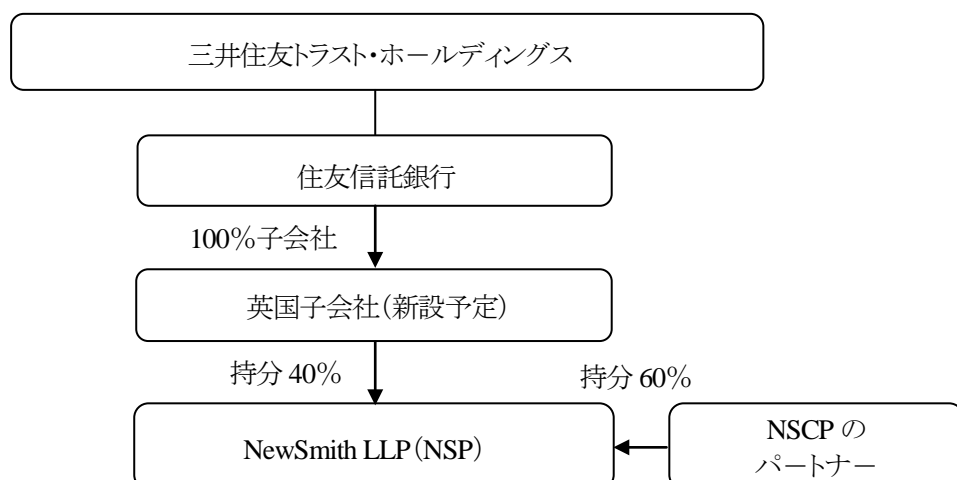 三井住友トラスト・ホールディングス
住友信託銀行
100%子会社
英国子会社(新設予定)
持分 40%
持分 60%
NewSmith LLP(NSP)
NSCP の
パートナー